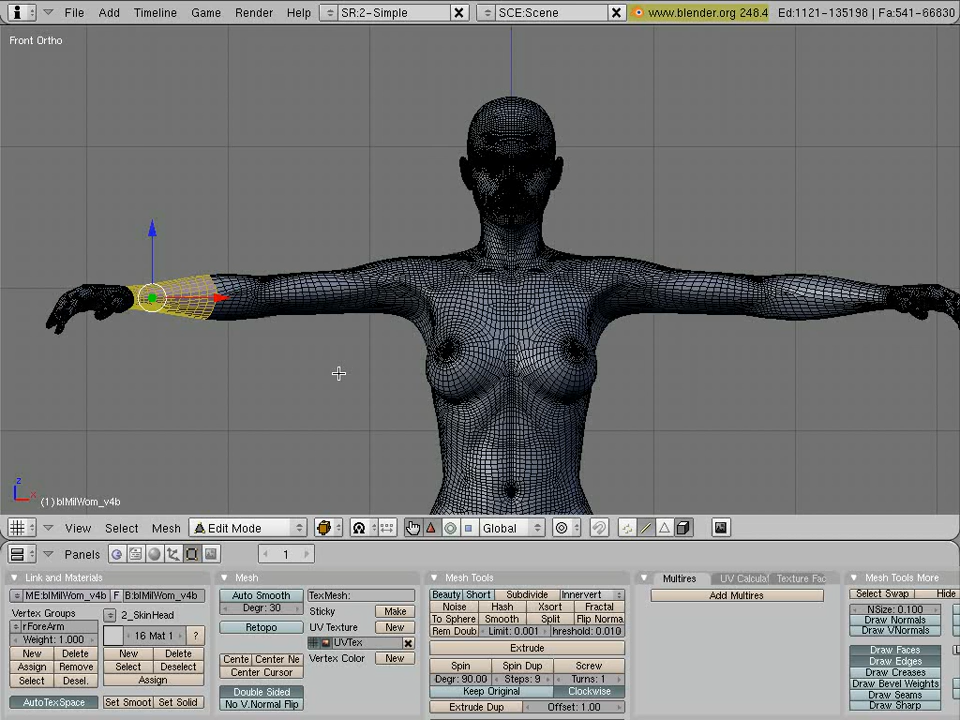 File Add Timeline Game Render Help SR:2-Simple SCE:Scene www.blender.org 248.4 Ed:1121-135198 | Fa:541-66830
Front Ortho
z
x
(1) blMilWom_v4b
View Select Mesh Edit Mode Global
Panels 1
Link and Materials
ME:blMilWom_v4b F B:blMilWom_v4b
Vertex Groups
2_SkinHead
rForeArm
Weight: 1.000
16 Mat 1 ?
New Delete New Delete
Assign Remove Select Deselect
Select Desel. Assign
AutoTexSpace Set Smoot Set Solid
Mesh
Auto Smooth
Degr: 30
Retopo
TexMesh:
Sticky Make
UV Texture New
UVTex
Vertex Color New
Cente Center Ne
Center Cursor
Double Sided
No V.Normal Flip
Mesh Tools
Beauty Short Subdivide Innervert
Noise Hash Xsort Fractal
To Sphere Smooth Split Flip Norma
Rem Doub Limit: 0.001 hreshold: 0.010
Extrude
Spin Spin Dup Screw
Degr: 90.00 Steps: 9 Turns: 1
Keep Original Clockwise
Extrude Dup Offset: 1.00
Multires UV Calculat Texture Fac
Add Multires
Mesh Tools More
Select Swap Hide
NSize: 0.100
Draw Normals
Draw VNormals
Draw Faces
Draw Edges
Draw Creases
Draw Bevel Weights
Draw Seams
Draw Sharp